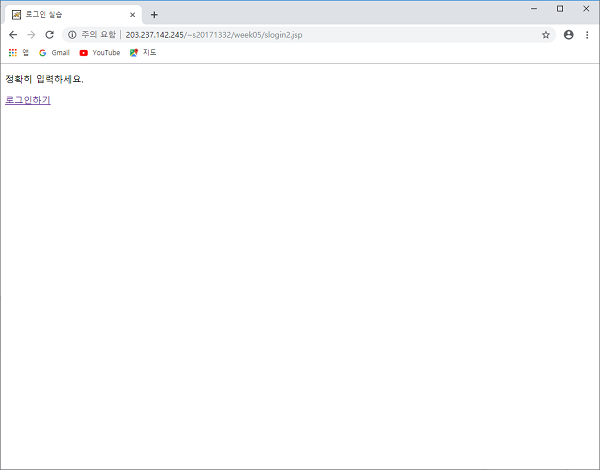 로그인 실습
주의 요함 | 203.237.142.245/~s20171332/week05/slogin2.jsp
앱 Gmail YouTube 지도
정확히 입력하세요.
로그인하기